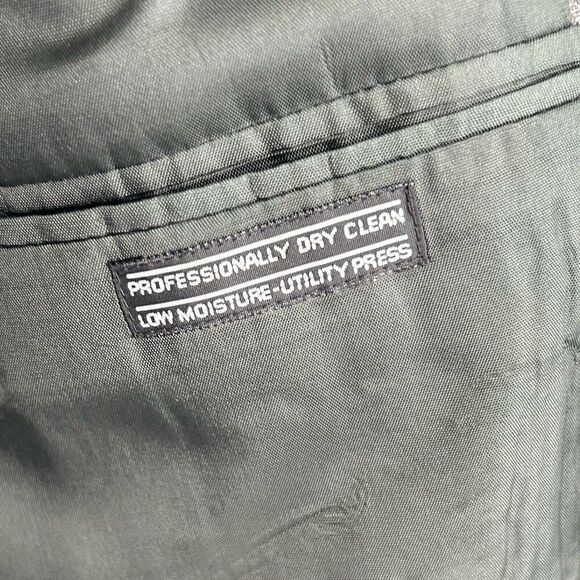 PROFESSIONALLY DRY CLEAN
LOW MOISTURE-UTILITY PRESS